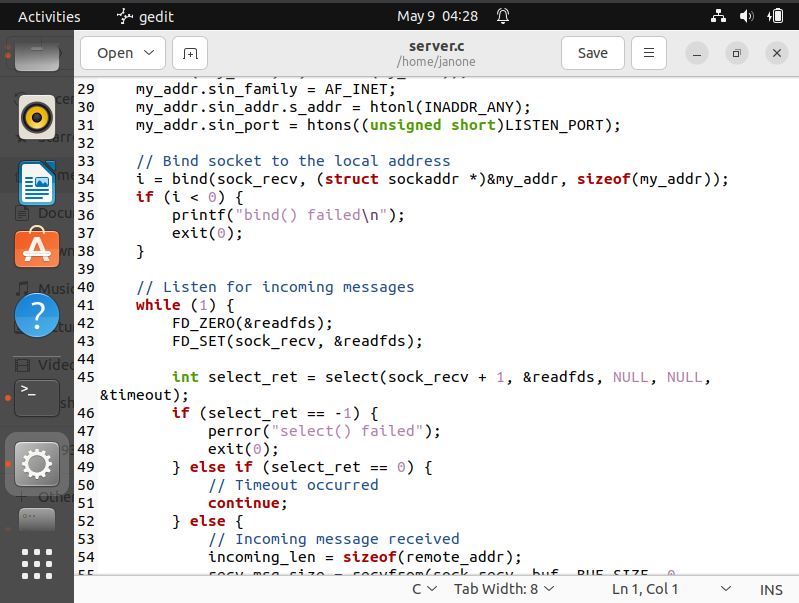 Activities gedit May 9 04:28
Open server.c Save
/home/janone
29 my_addr.sin_family = AF_INET;
30 my_addr.sin_addr.s_addr = htonl(INADDR_ANY);
31 my_addr.sin_port = htons((unsigned short)LISTEN_PORT);
32
33 // Bind socket to the local address
34 i = bind(sock_recv, (struct sockaddr *)&my_addr, sizeof(my_addr));
35 if (i < 0) {
36 printf("bind() failed\n");
37 exit(0);
38 }
39
40 // Listen for incoming messages
41 while (1) {
42 FD_ZERO(&readfds);
43 FD_SET(sock_recv, &readfds);
44
45 int select_ret = select(sock_recv + 1, &readfds, NULL, NULL,
&timeout);
46 if (select_ret == -1) {
47 perror("select() failed");
48 exit(0);
49 } else if (select_ret == 0) {
50 // Timeout occurred
51 continue;
52 } else {
53 // Incoming message received
54 incoming_len = sizeof(remote_addr);
55 recv_msg_size = recvfrom(sock_recv, buf, BUF_SIZE, 0,
C Tab Width: 8 Ln 1, Col 1 INS